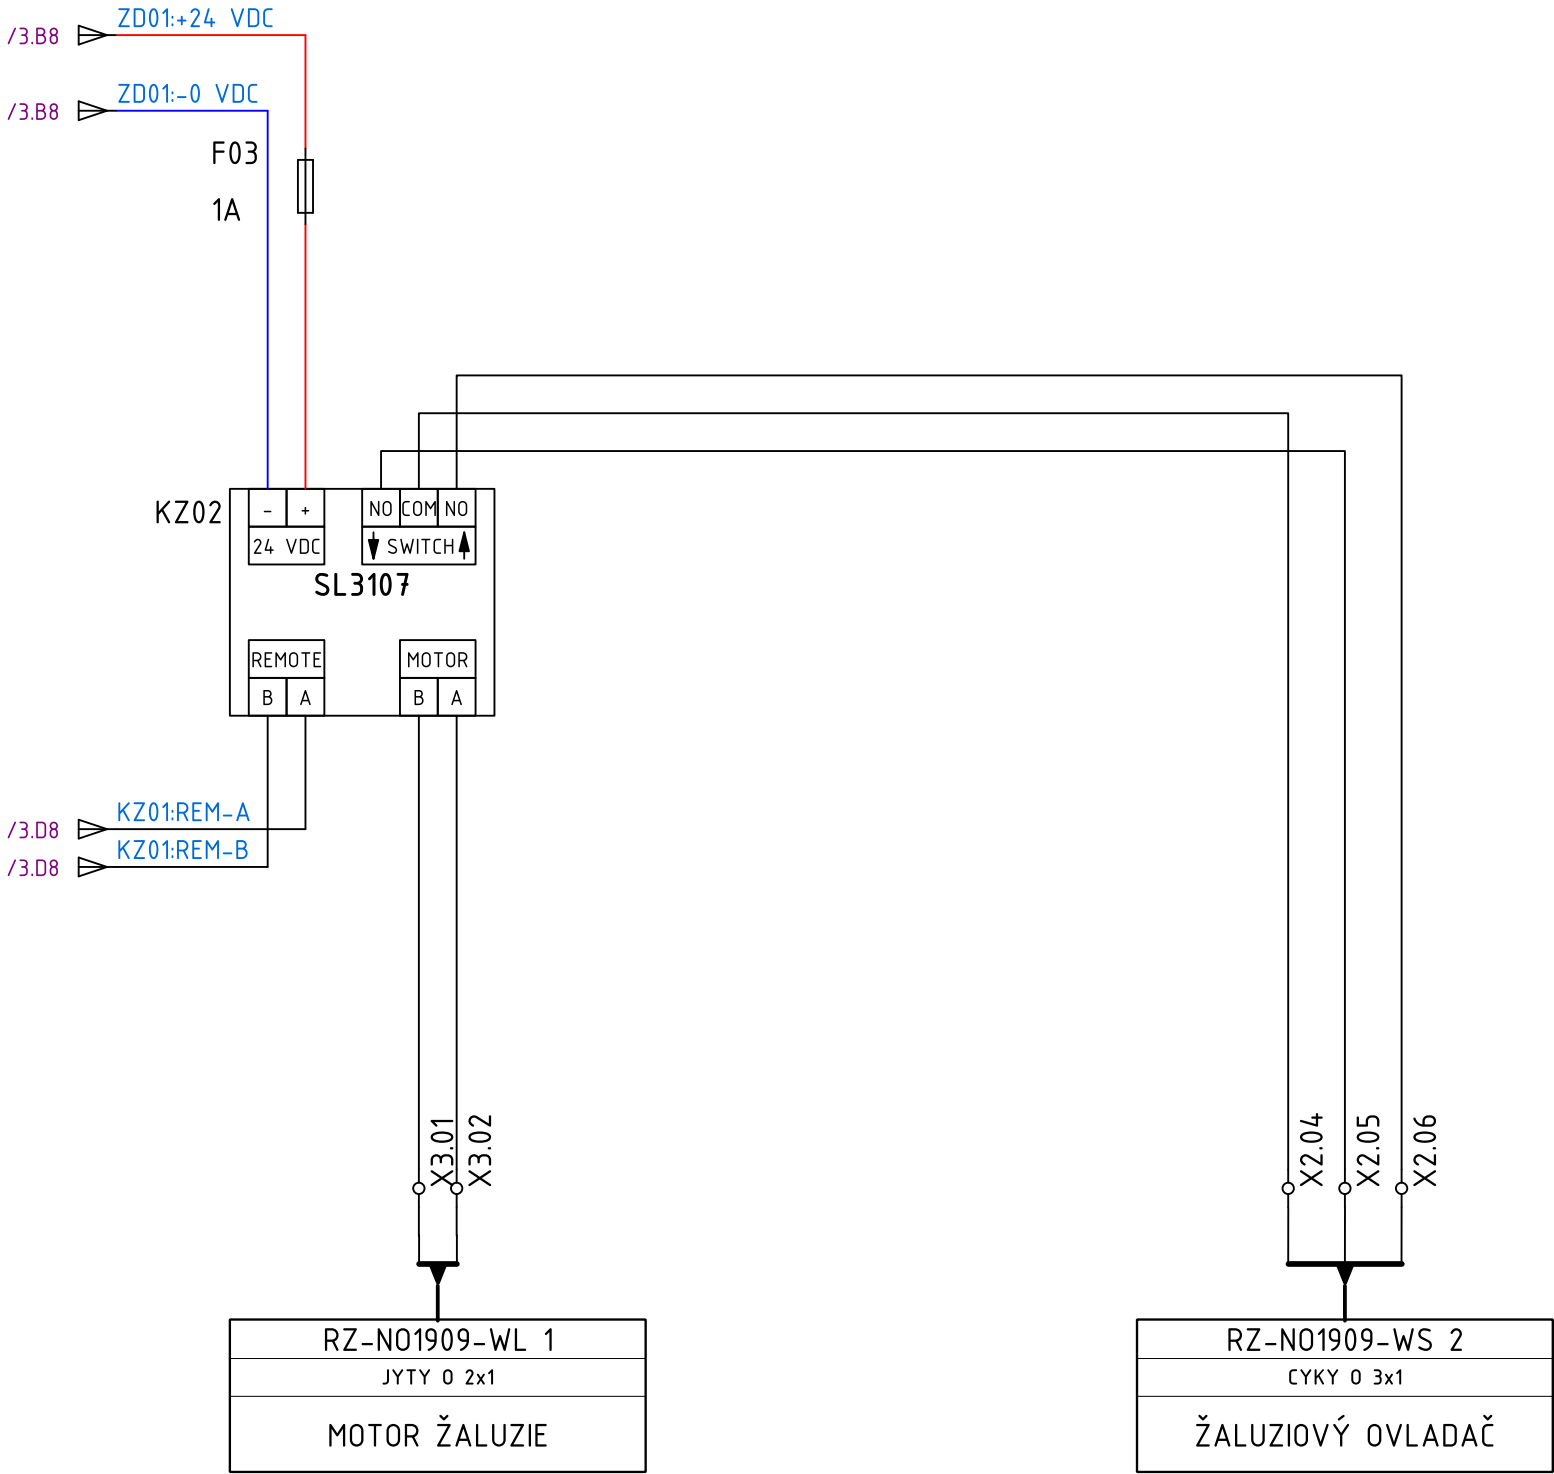 ZD01:+24 VDC
/3.B8
ZD01:-0 VDC
/3.B8
F03
1A
KZ02
- + NO COM NO
24 VDC SWITCH
SL3107
REMOTE MOTOR
B A B A
KZ01:REM-A
/3.D8
KZ01:REM-B
/3.D8
X3.01
X3.02
X2.04
X2.05
X2.06
RZ-NO1909-WL 1
JYTY O 2x1
MOTOR ŽALUZIE
RZ-NO1909-WS 2
CYKY O 3x1
ŽALUZIOVÝ OVLADAČ